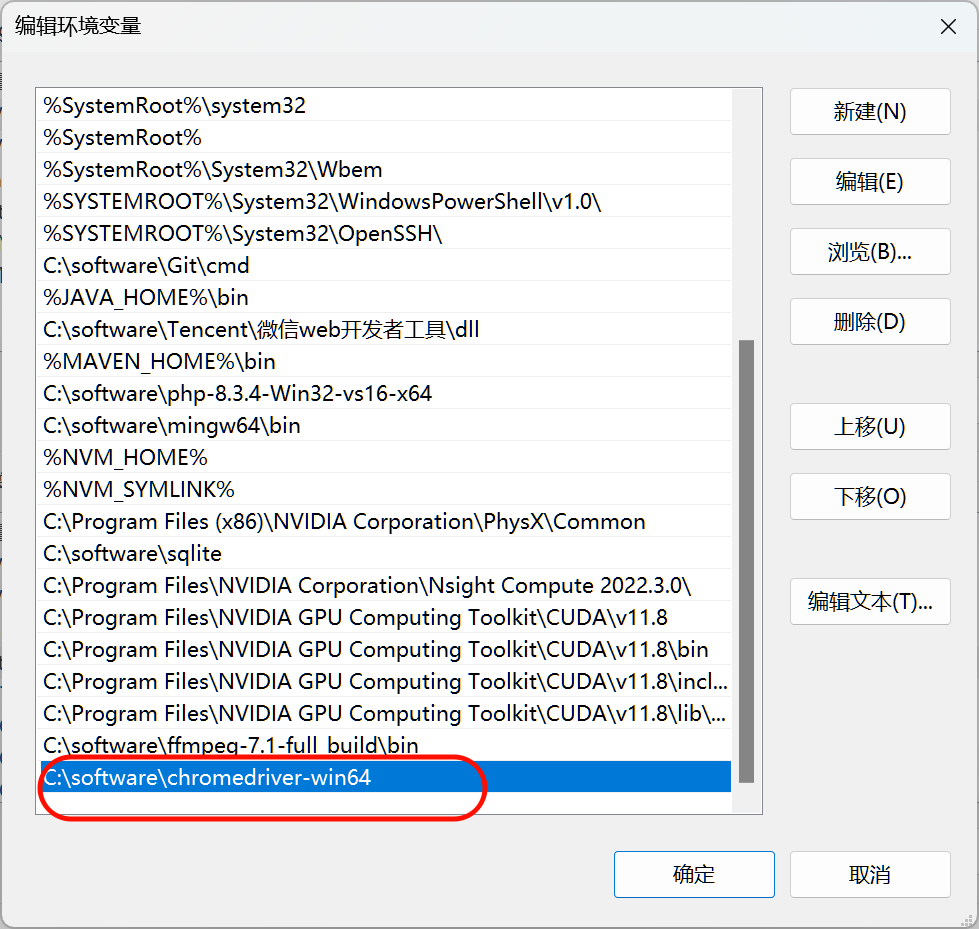 编辑环境变量
%SystemRoot%\system32
%SystemRoot%
%SystemRoot%\System32\Wbem
%SYSTEMROOT%\System32\WindowsPowerShell\v1.0\
%SYSTEMROOT%\System32\OpenSSH\
C:\software\Git\cmd
%JAVA_HOME%\bin
C:\software\Tencent\微信web开发者工具\dll
%MAVEN_HOME%\bin
C:\software\php-8.3.4-Win32-vs16-x64
C:\software\mingw64\bin
%NVM_HOME%
%NVM_SYMLINK%
C:\Program Files (x86)\NVIDIA Corporation\PhysX\Common
C:\software\sqlite
C:\Program Files\NVIDIA Corporation\Nsight Compute 2022.3.0\
C:\Program Files\NVIDIA GPU Computing Toolkit\CUDA\v11.8
C:\Program Files\NVIDIA GPU Computing Toolkit\CUDA\v11.8\bin
C:\Program Files\NVIDIA GPU Computing Toolkit\CUDA\v11.8\incl...
C:\Program Files\NVIDIA GPU Computing Toolkit\CUDA\v11.8\lib\...
C:\software\ffmpeg-7.1-full_build\bin
C:\software\chromedriver-win64
新建(N)
编辑(E)
浏览(B)...
删除(D)
上移(U)
下移(O)
编辑文本(T)...
确定
取消